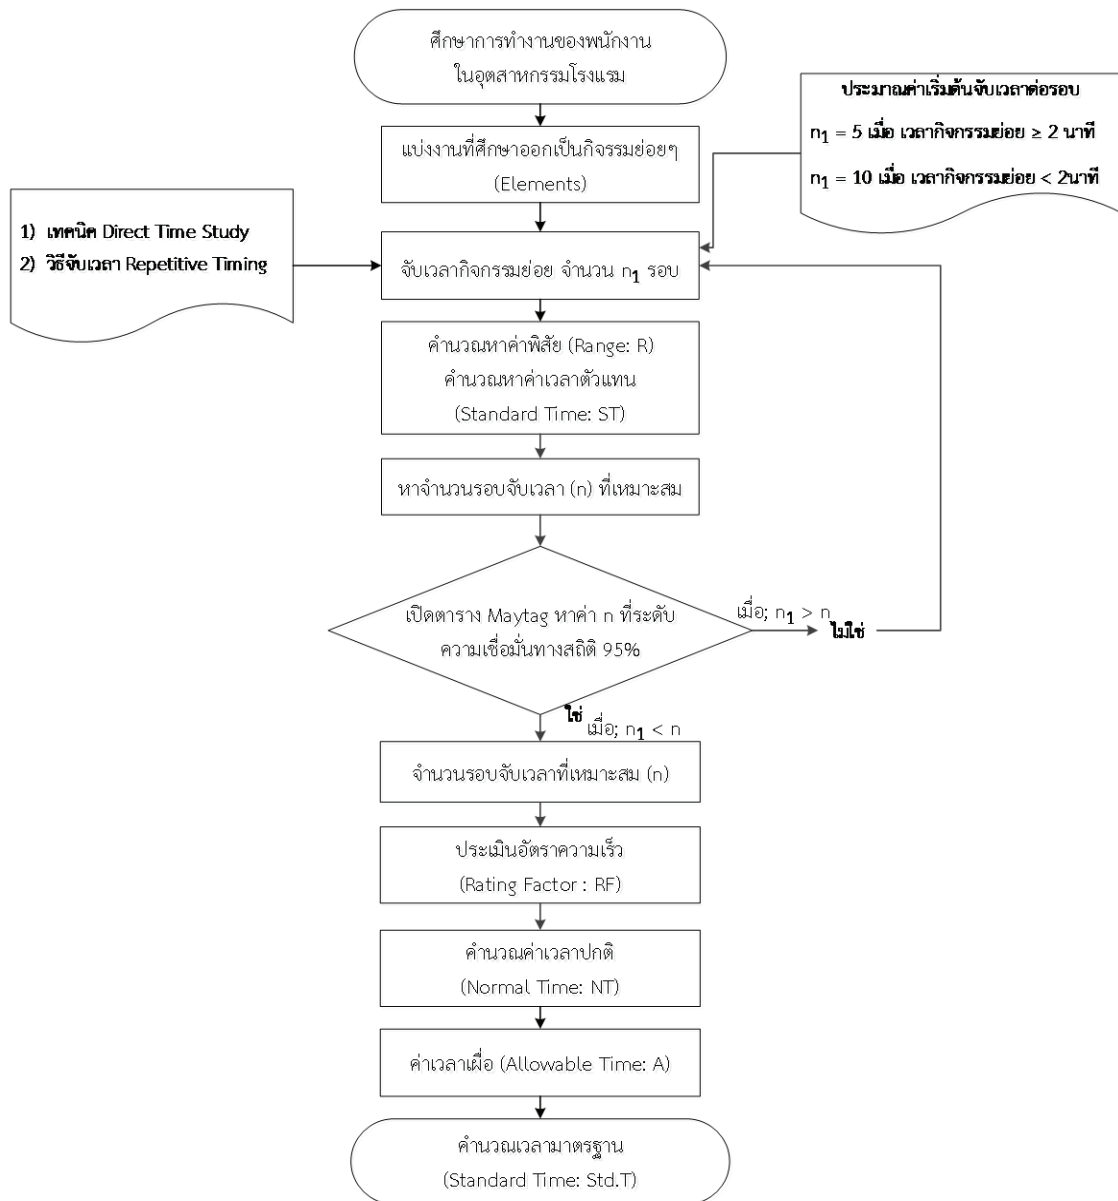 ศึกษาการทำงานของพนักงาน
ในอุตสาหกรรมโรงแรม
ประมาณค่าเริ่มต้นจับเวลาต่อรอบ
n1 = 5 เมื่อ เวลากิจกรรมย่อย ≥ 2 นาที
n1 = 10 เมื่อ เวลากิจกรรมย่อย < 2นาที
แบ่งงานที่ศึกษาออกเป็นกิจรรมย่อยๆ
(Elements)
1) เทคนิค Direct Time Study
2) วิธีจับเวลา Repetitive Timing
จับเวลากิจกรรมย่อย จำนวน n1 รอบ
คำนวณหาค่าพิสัย (Range: R)
คำนวณหาค่าเวลาตัวแทน
(Standard Time: ST)
หาจำนวนรอบจับเวลา (n) ที่เหมาะสม
เปิดตาราง Maytag หาค่า n ที่ระดับ
ความเชื่อมั่นทางสถิติ 95%
เมื่อ; n1 > n
ไม่ใช่
ใช่
เมื่อ; n1 < n
จำนวนรอบจับเวลาที่เหมาะสม (n)
ประเมินอัตราความเร็ว
(Rating Factor : RF)
คำนวณค่าเวลาปกติ
(Normal Time: NT)
ค่าเวลาเผื่อ (Allowable Time: A)
คำนวณเวลามาตรฐาน
(Standard Time: Std.T)